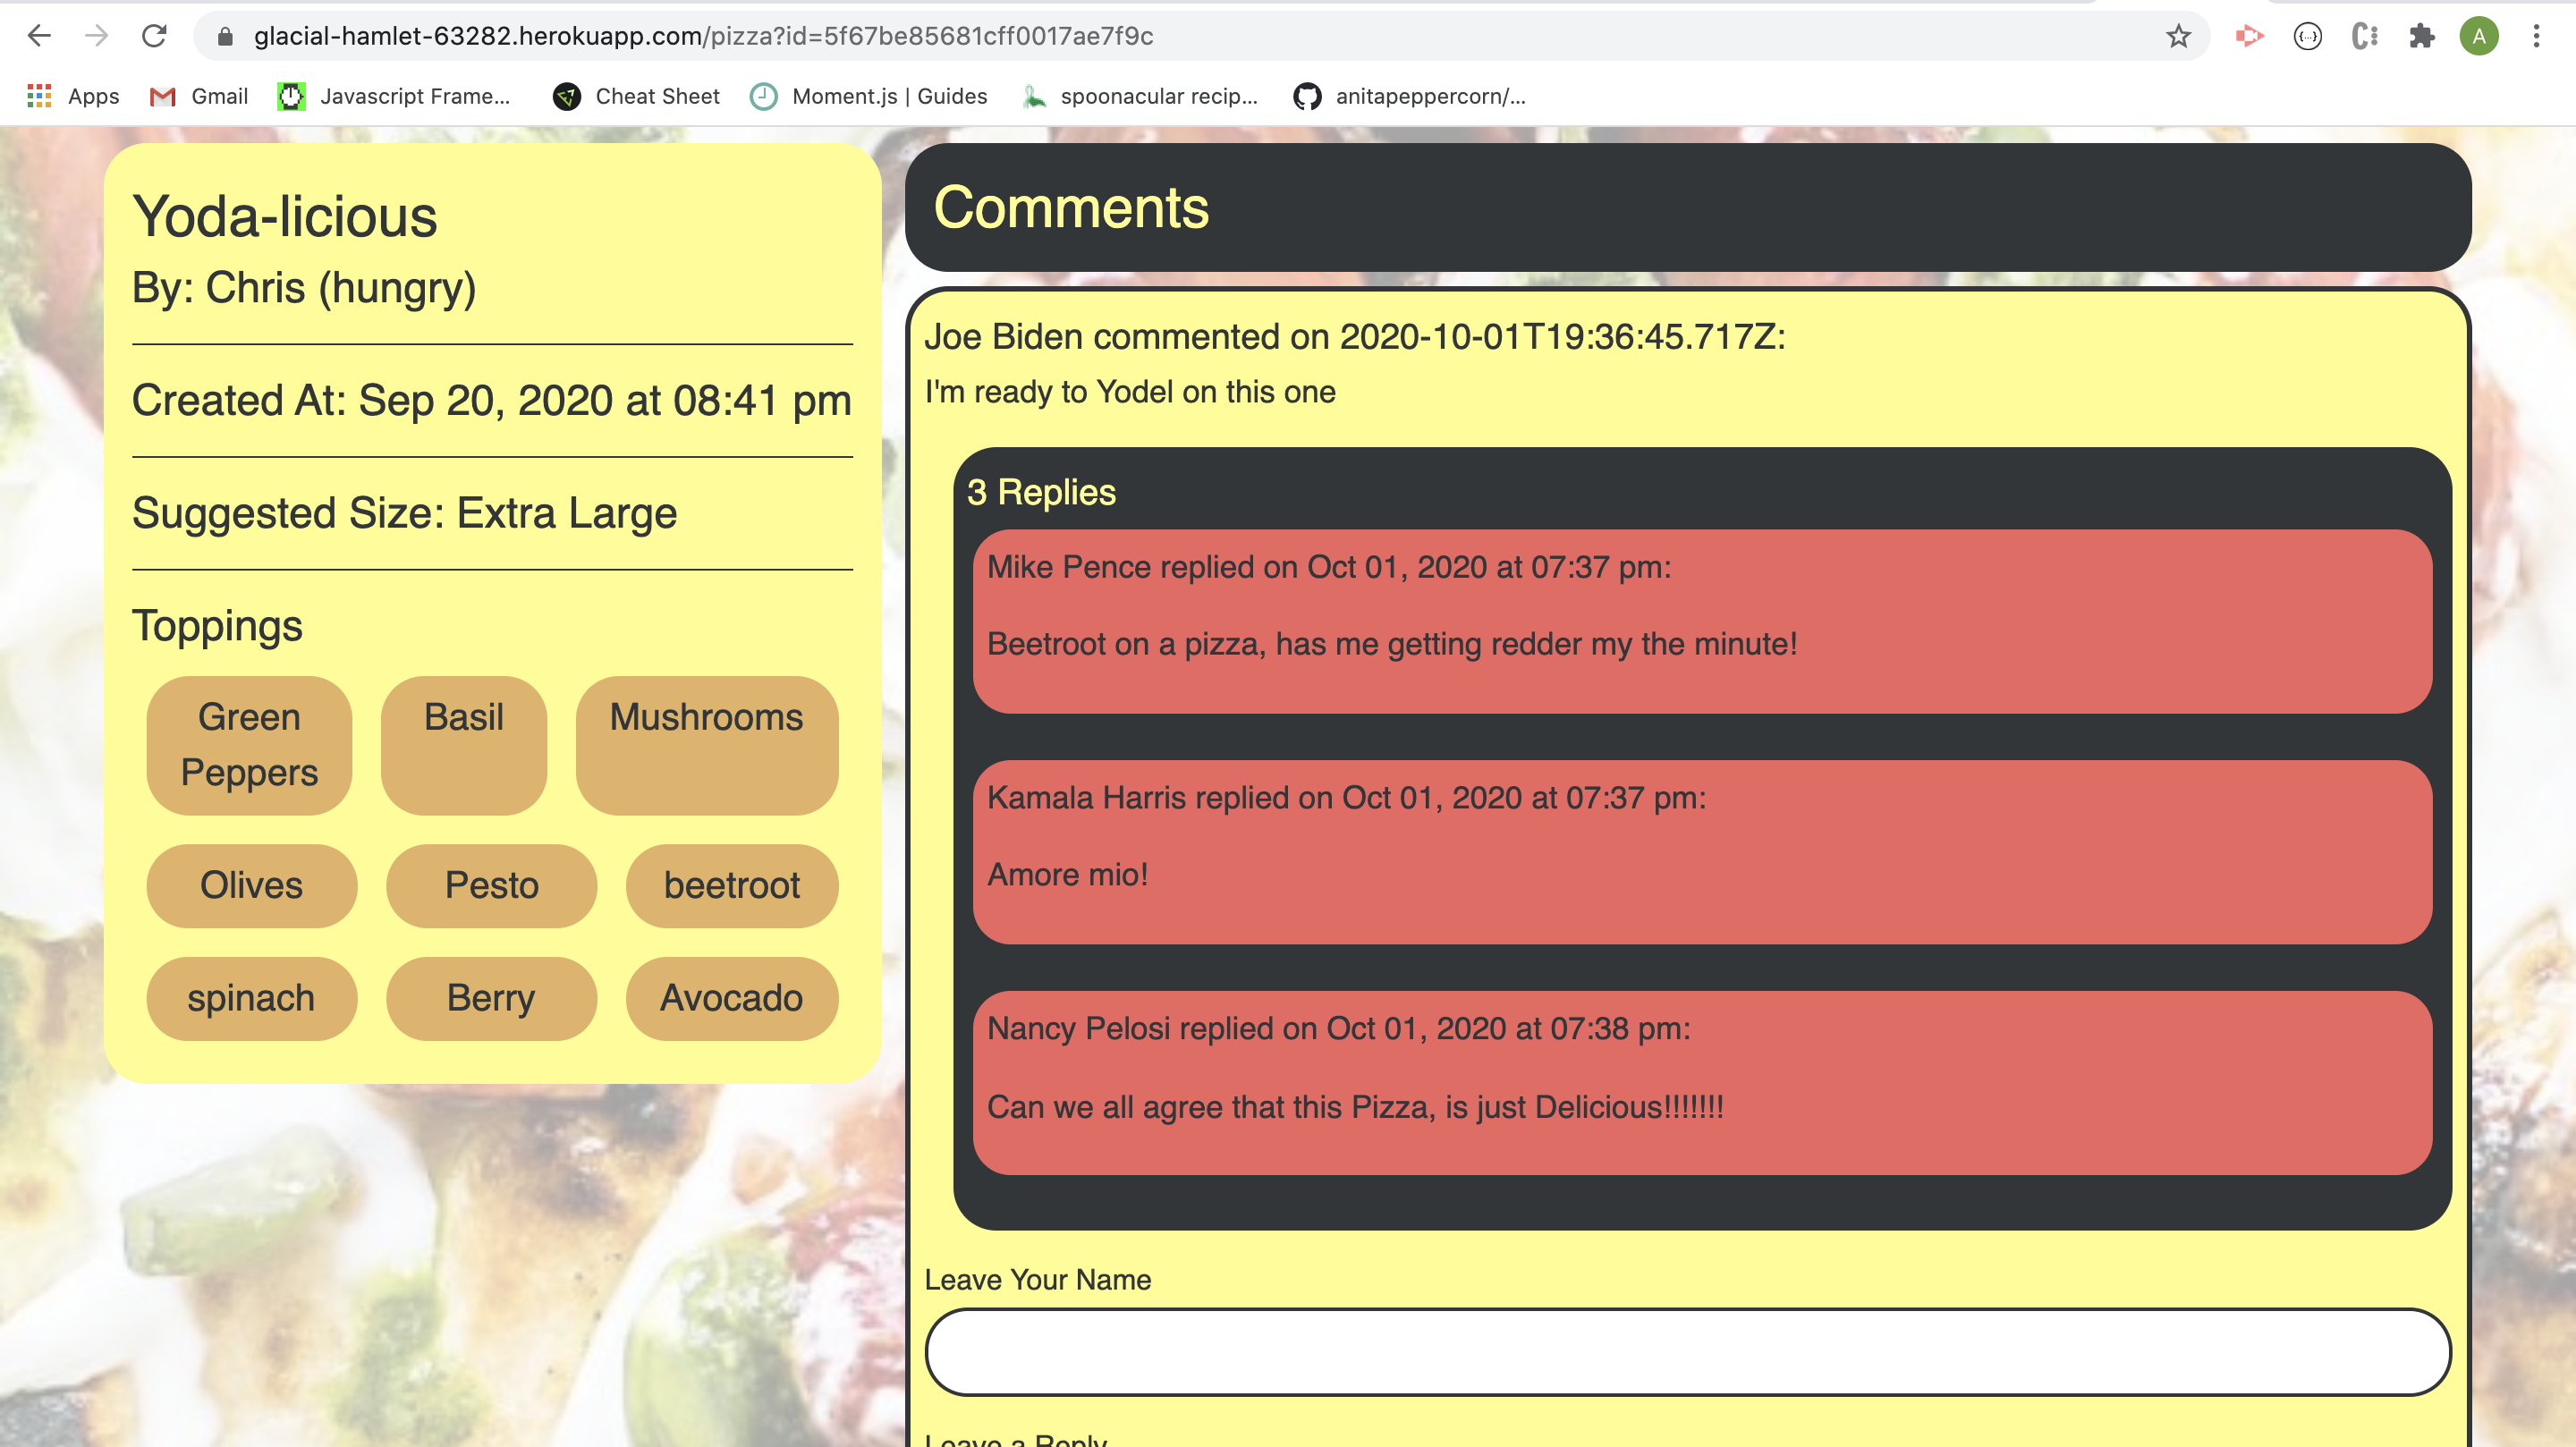 glacial-hamlet-63282.herokuapp.com/pizza?id=5f67be85681cff0017ae7f9c
A
Apps
Gmail
Javascript Frame...
Cheat Sheet
Moment.js | Guides
spoonacular recip...
anitapeppercorn/...
Yoda-licious
By: Chris (hungry)
Created At: Sep 20, 2020 at 08:41 pm
Suggested Size: Extra Large
Toppings
Green
Peppers
Basil
Mushrooms
Olives
Pesto
beetroot
spinach
Berry
Avocado
Comments
Joe Biden commented on 2020-10-01T19:36:45.717Z:
I'm ready to Yodel on this one
3 Replies
Mike Pence replied on Oct 01, 2020 at 07:37 pm:
Beetroot on a pizza, has me getting redder my the minute!
Kamala Harris replied on Oct 01, 2020 at 07:37 pm:
Amore mio!
Nancy Pelosi replied on Oct 01, 2020 at 07:38 pm:
Can we all agree that this Pizza, is just Delicious!!!!!!!
Leave Your Name
Leave a Reply